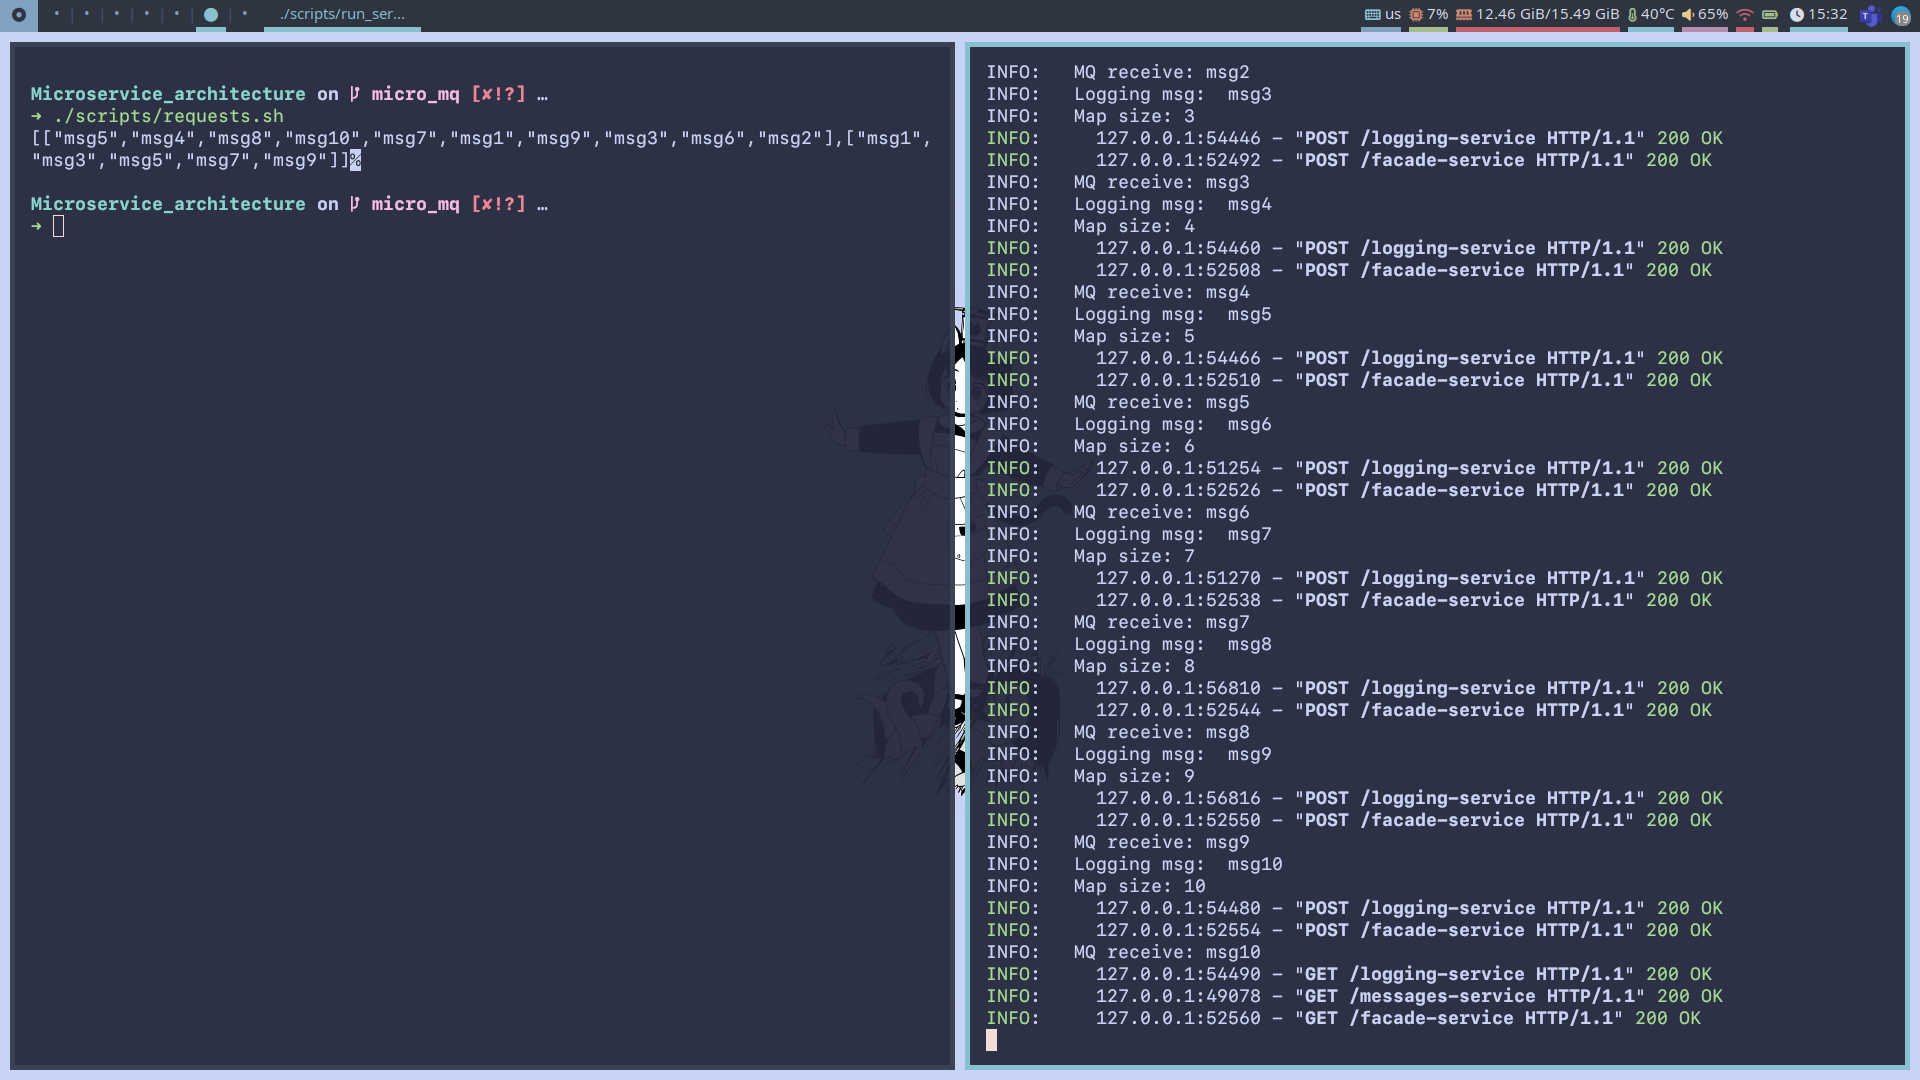 ./scripts/run_ser... us 7% 12.46 GiB/15.49 GiB 40°C 65% 15:32 T 19
Microservice_architecture on micro_mq [✘!?] …
➜ ./scripts/requests.sh
[["msg5","msg4","msg8","msg10","msg7","msg1","msg9","msg3","msg6","msg2"],["msg1",
"msg3","msg5","msg7","msg9"]]%
Microservice_architecture on micro_mq [✘!?] …
➜
INFO: MQ receive: msg2
INFO: Logging msg: msg3
INFO: Map size: 3
INFO: 127.0.0.1:54446 – "POST /logging-service HTTP/1.1" 200 OK
INFO: 127.0.0.1:52492 – "POST /facade-service HTTP/1.1" 200 OK
INFO: MQ receive: msg3
INFO: Logging msg: msg4
INFO: Map size: 4
INFO: 127.0.0.1:54460 – "POST /logging-service HTTP/1.1" 200 OK
INFO: 127.0.0.1:52508 – "POST /facade-service HTTP/1.1" 200 OK
INFO: MQ receive: msg4
INFO: Logging msg: msg5
INFO: Map size: 5
INFO: 127.0.0.1:54466 – "POST /logging-service HTTP/1.1" 200 OK
INFO: 127.0.0.1:52510 – "POST /facade-service HTTP/1.1" 200 OK
INFO: MQ receive: msg5
INFO: Logging msg: msg6
INFO: Map size: 6
INFO: 127.0.0.1:51254 – "POST /logging-service HTTP/1.1" 200 OK
INFO: 127.0.0.1:52526 – "POST /facade-service HTTP/1.1" 200 OK
INFO: MQ receive: msg6
INFO: Logging msg: msg7
INFO: Map size: 7
INFO: 127.0.0.1:51270 – "POST /logging-service HTTP/1.1" 200 OK
INFO: 127.0.0.1:52538 – "POST /facade-service HTTP/1.1" 200 OK
INFO: MQ receive: msg7
INFO: Logging msg: msg8
INFO: Map size: 8
INFO: 127.0.0.1:56810 – "POST /logging-service HTTP/1.1" 200 OK
INFO: 127.0.0.1:52544 – "POST /facade-service HTTP/1.1" 200 OK
INFO: MQ receive: msg8
INFO: Logging msg: msg9
INFO: Map size: 9
INFO: 127.0.0.1:56816 – "POST /logging-service HTTP/1.1" 200 OK
INFO: 127.0.0.1:52550 – "POST /facade-service HTTP/1.1" 200 OK
INFO: MQ receive: msg9
INFO: Logging msg: msg10
INFO: Map size: 10
INFO: 127.0.0.1:54480 – "POST /logging-service HTTP/1.1" 200 OK
INFO: 127.0.0.1:52554 – "POST /facade-service HTTP/1.1" 200 OK
INFO: MQ receive: msg10
INFO: 127.0.0.1:54490 – "GET /logging-service HTTP/1.1" 200 OK
INFO: 127.0.0.1:49078 – "GET /messages-service HTTP/1.1" 200 OK
INFO: 127.0.0.1:52560 – "GET /facade-service HTTP/1.1" 200 OK